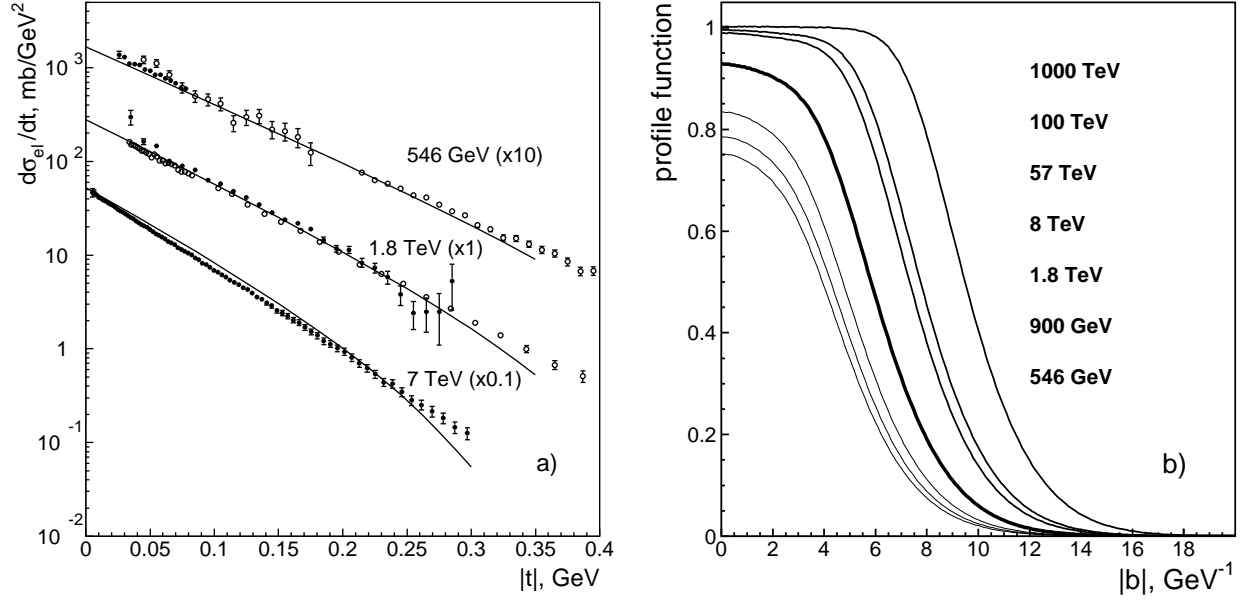 dσel/dt, mb/GeV2
10 3
10 2
10
1
10 -1
10 -2
546 GeV (x10)
1.8 TeV (x1)
7 TeV (x0.1)
a)
0 0.05 0.1 0.15 0.2 0.25 0.3 0.35 0.4
|t|, GeV
profile function
1
0.8
0.6
0.4
0.2
0
1000 TeV
100 TeV
57 TeV
8 TeV
1.8 TeV
900 GeV
546 GeV
b)
0 2 4 6 8 10 12 14 16 18
|b|, GeV-1